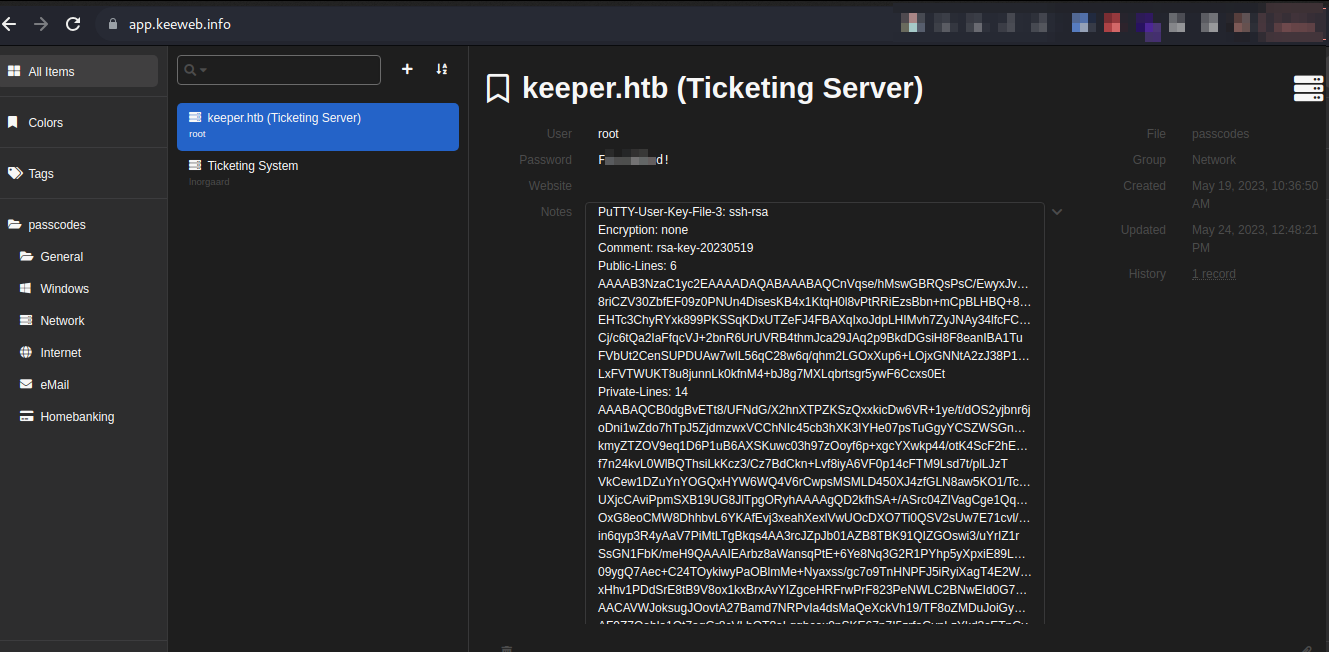 app.keeweb.info
All Items
Colors
Tags
passcodes
General
Windows
Network
Internet
eMail
Homebanking
keeper.htb (Ticketing Server)
root
Ticketing System
lnorgaard
keeper.htb (Ticketing Server)
User root
Password F d!
Website
Notes
PuTTY-User-Key-File-3: ssh-rsa
Encryption: none
Comment: rsa-key-20230519
Public-Lines: 6
AAAAB3NzaC1yc2EAAAADAQABAAABAQCnVqse/hMswGBRQsPsC/EwyxJv…
8riCZV30ZbfEF09z0PNUn4DisesKB4x1KtqH0l8vPtRRiEzsBbn+mCpBLHBQ+8…
EHTc3ChyRYxk899PKSSqKDxUTZeFJ4FBAXqIxoJdpLHIMvh7ZyJNAy34lfcFC…
Cj/c6tQa2IaFfqcVJ+2bnR6UrUVRB4thmJca29JAq2p9BkdDGsiH8F8eanIBA1Tu
FVbUt2CenSUPDUAw7wIL56qC28w6q/qhm2LGOxXup6+LOjxGNNtA2zJ38P1…
LxFVTWUKT8u8junnLk0kfnM4+bJ8g7MXLqbrtsgr5ywF6Ccxs0Et
Private-Lines: 14
AAABAQCB0dgBvETt8/UFNdG/X2hnXTPZKSzQxxkicDw6VR+1ye/t/dOS2yjbnr6j
oDni1wZdo7hTpJ5ZjdmzwxVCChNIc45cb3hXK3IYHe07psTuGgyYCSZWSGn…
kmyZTZOV9eq1D6P1uB6AXSKuwc03h97zOoyf6p+xgcYXwkp44/otK4ScF2hE…
f7n24kvL0WlBQThsiLkKcz3/Cz7BdCkn+Lvf8iyA6VF0p14cFTM9Lsd7t/plLJzT
VkCew1DZuYnYOGQxHYW6WQ4V6rCwpsMSMLD450XJ4zfGLN8aw5KO1/Tc…
UXjcCAviPpmSXB19UG8JlTpgORyhAAAAgQD2kfhSA+/ASrc04ZIVagCge1Qq…
OxG8eoCMW8DhhbvL6YKAfEvj3xeahXexlVwUOcDXO7Ti0QSV2sUw7E71cvl/…
in6qyp3R4yAaV7PiMtLTgBkqs4AA3rcJZpJb01AZB8TBK91QIZGOswi3/uYrIZ1r
SsGN1FbK/meH9QAAAIEArbz8aWansqPtE+6Ye8Nq3G2R1PYhp5yXpxiE89L…
09ygQ7Aec+C24TOykiwyPaOBlmMe+Nyaxss/gc7o9TnHNPFJ5iRyiXagT4E2W…
xHhv1PDdSrE8tB9V8ox1kxBrxAvYIZgceHRFrwPrF823PeNWLC2BNwEId0G7…
AACAVWJoksugJOovtA27Bamd7NRPvIa4dsMaQeXckVh19/TF8oZMDuJoiGy…
File passcodes
Group Network
Created May 19, 2023, 10:36:50
AM
Updated May 24, 2023, 12:48:21
PM
History 1 record